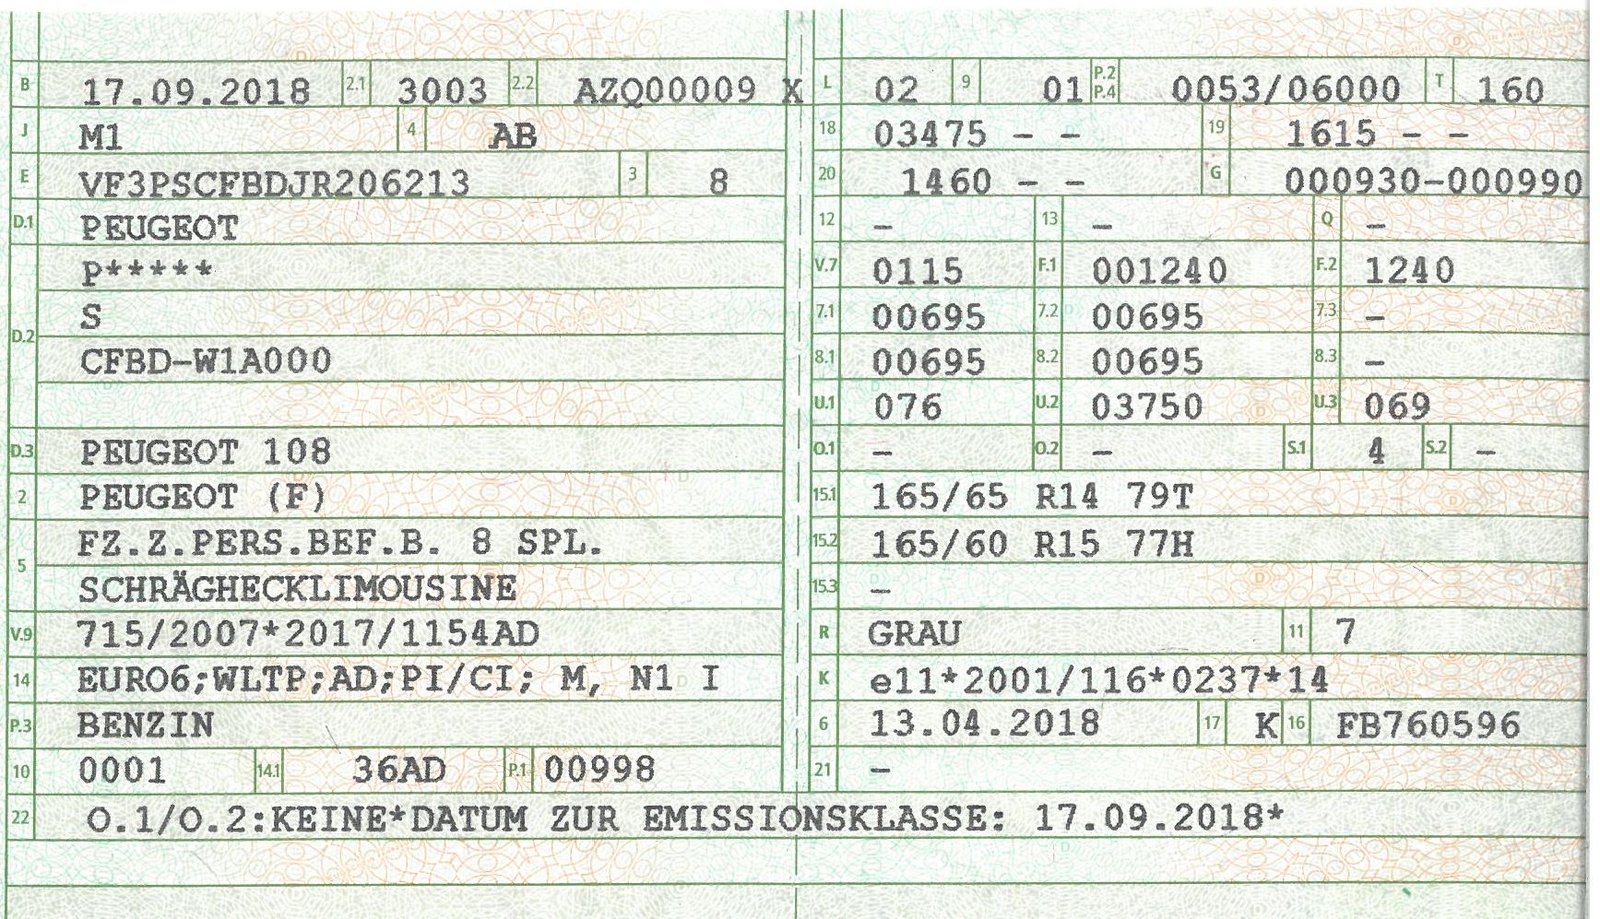 B 17.09.2018 2.1 3003 2.2 AZQ00009 X
J M1 4 AB
E VF3PSCFBDJR206213 3 8
D.1 PEUGEOT
P*****
S
D.2
CFBD-W1A000
D.3 PEUGEOT 108
2 PEUGEOT (F)
FZ.Z.PERS.BEF.B. 8 SPL.
5
SCHRÄGHECKLIMOUSINE
V.9 715/2007*2017/1154AD
14 EURO6;WLTP;AD;PI/CI; M, N1 I
P.3 BENZIN
10 0001 14.1 36AD P.1 00998
L 02 9 01 P.2 P.4 0053/06000 T 160
18 03475 - - 19 1615 - -
20 1460 - - G 000930-000990
12 - 13 - Q -
V.7 0115 F.1 001240 F.2 1240
7.1 00695 7.2 00695 7.3 -
8.1 00695 8.2 00695 8.3 -
U.1 076 U.2 03750 U.3 069
O.1 - O.2 - S.1 4 S.2 -
15.1 165/65 R14 79T
15.2 165/60 R15 77H
15.3 -
R GRAU 11 7
K e11*2001/116*0237*14
6 13.04.2018 17 K 16 FB760596
21 -
22 O.1/O.2:KEINE*DATUM ZUR EMISSIONSKLASSE: 17.09.2018*